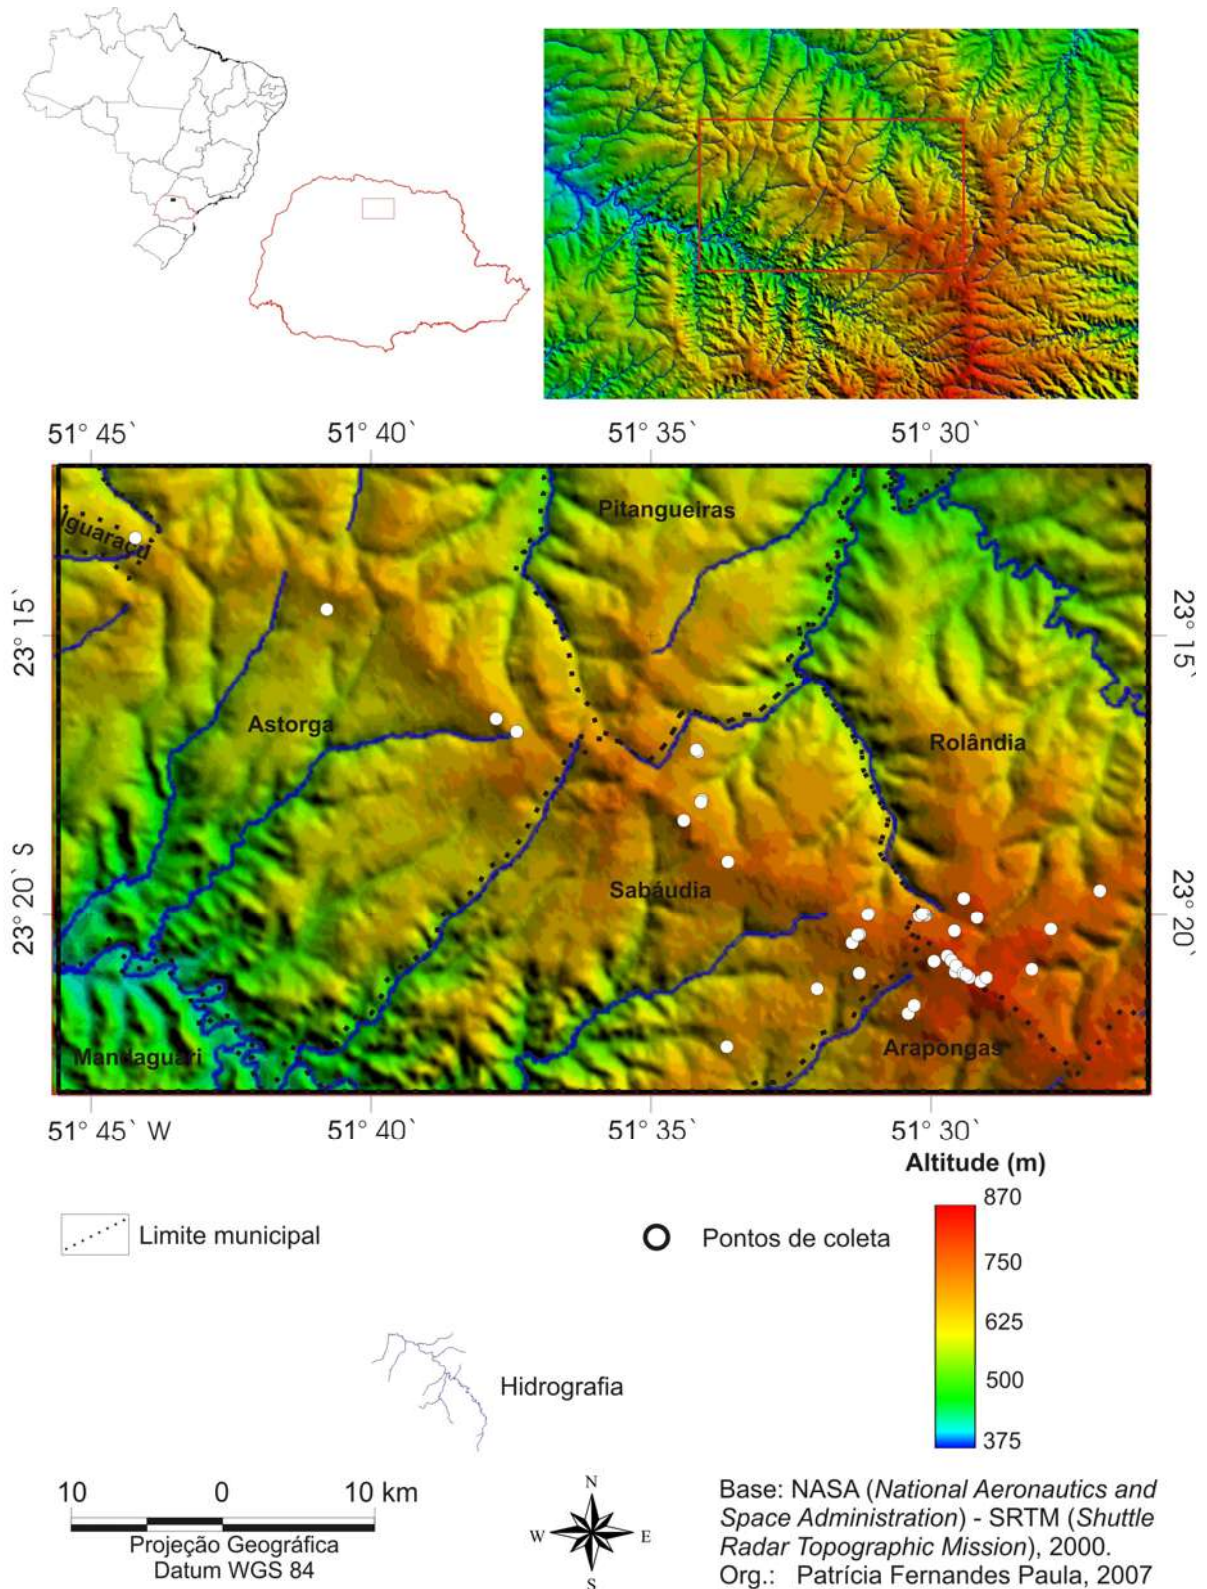 51° 45` 51° 40` 51° 35` 51° 30`
Iguaraçu
Pitangueiras
23° 15`
23° 15`
Astorga
Rolândia
Sabáudia
23° 20` S
23° 20`
Mandaguari
Arapongas
51° 45` W 51° 40` 51° 35` 51° 30`
Altitude (m)
870
750
625
500
375
Limite municipal
Pontos de coleta
Hidrografia
10 0 10 km
Projeção Geográfica
Datum WGS 84
N
W E
S
Base: NASA (National Aeronautics and
Space Administration) - SRTM (Shuttle
Radar Topographic Mission), 2000.
Org.: Patrícia Fernandes Paula, 2007